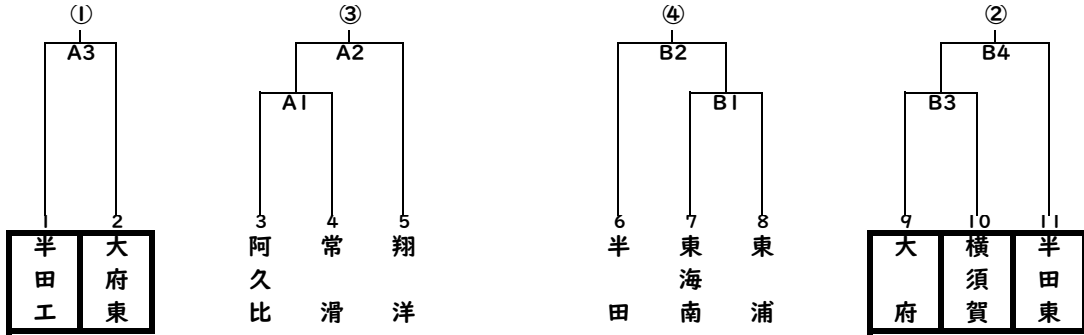 ① ③ ④ ②
A3 A2 B2 B4
A1 B1 B3
1 2 3 4 5 6 7 8 9 10 11
半田工
大府東
阿久比
常滑
翔洋
半田
東海南
東浦
大府
横須賀
半田東